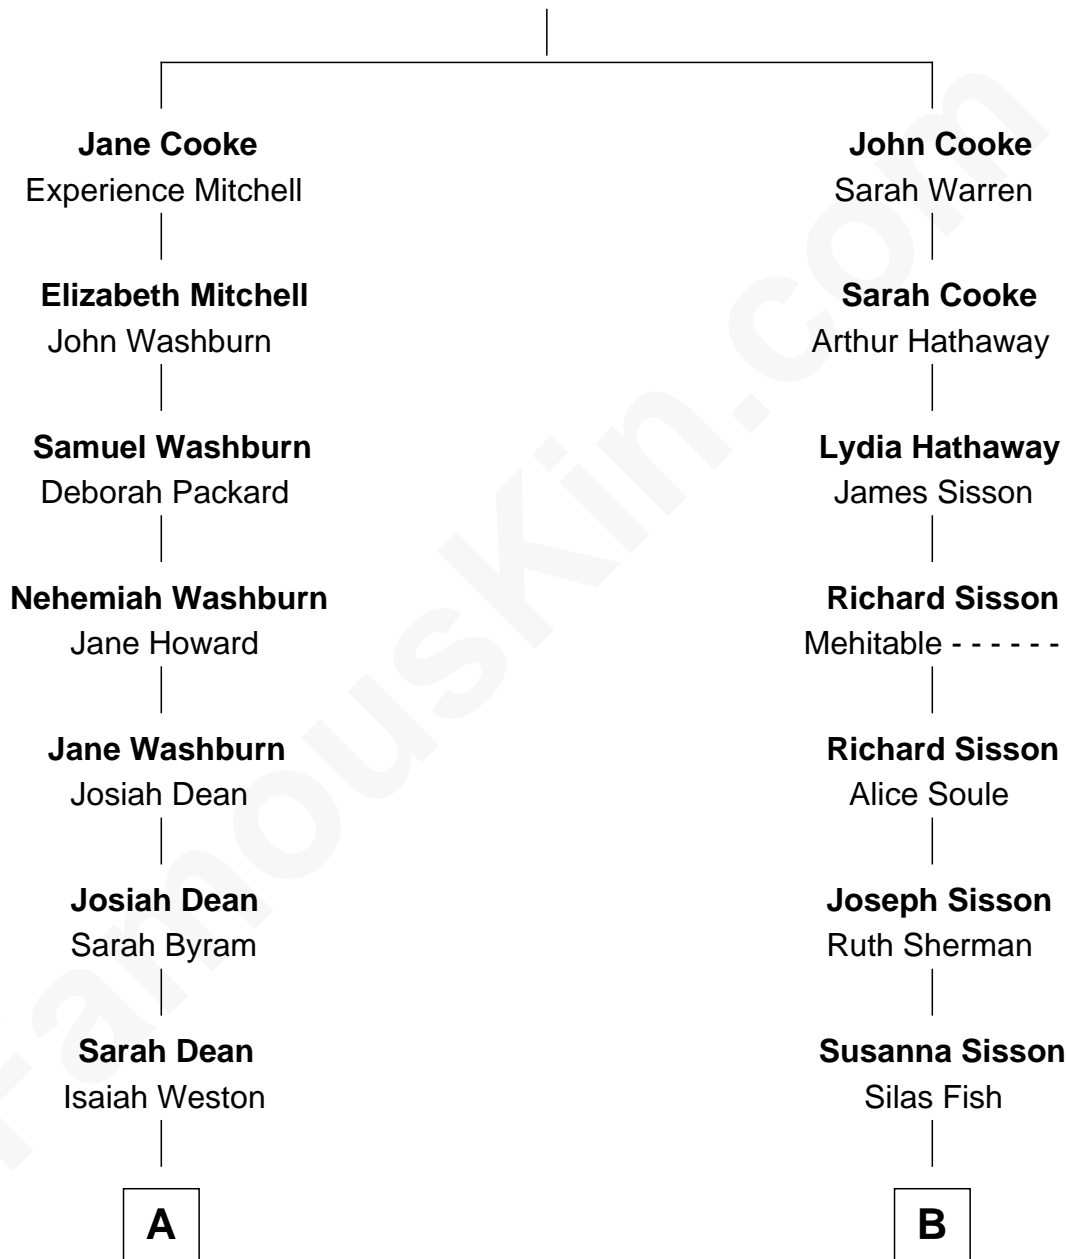 Jane Cooke
Experience Mitchell
Elizabeth Mitchell
John Washburn
Samuel Washburn
Deborah Packard
Nehemiah Washburn
Jane Howard
Jane Washburn
Josiah Dean
Josiah Dean
Sarah Byram
Sarah Dean
Isaiah Weston
A
John Cooke
Sarah Warren
Sarah Cooke
Arthur Hathaway
Lydia Hathaway
James Sisson
Richard Sisson
Mehitable - - - - - -
Richard Sisson
Alice Soule
Joseph Sisson
Ruth Sherman
Susanna Sisson
Silas Fish
B
FamousKin.com